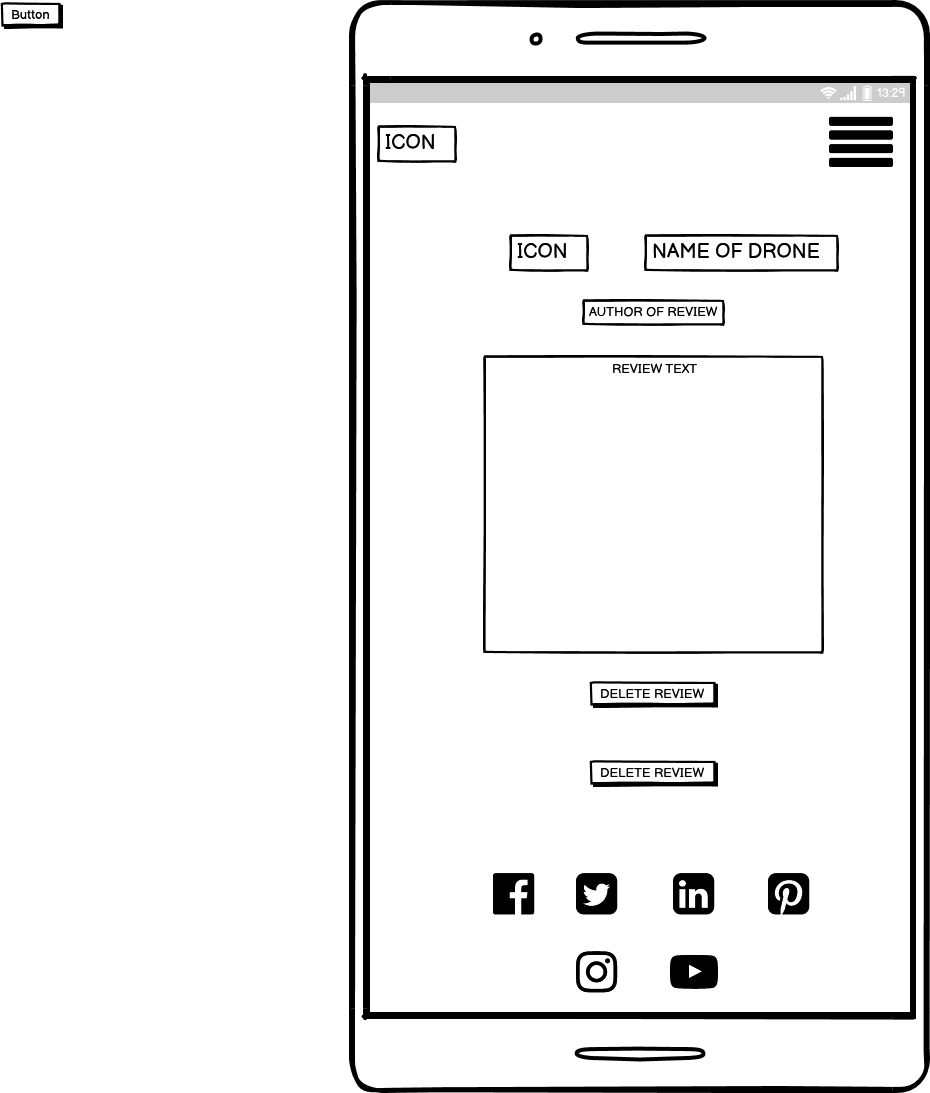 Button
13:29
ICON
ICON
NAME OF DRONE
AUTHOR OF REVIEW
REVIEW TEXT
DELETE REVIEW
DELETE REVIEW